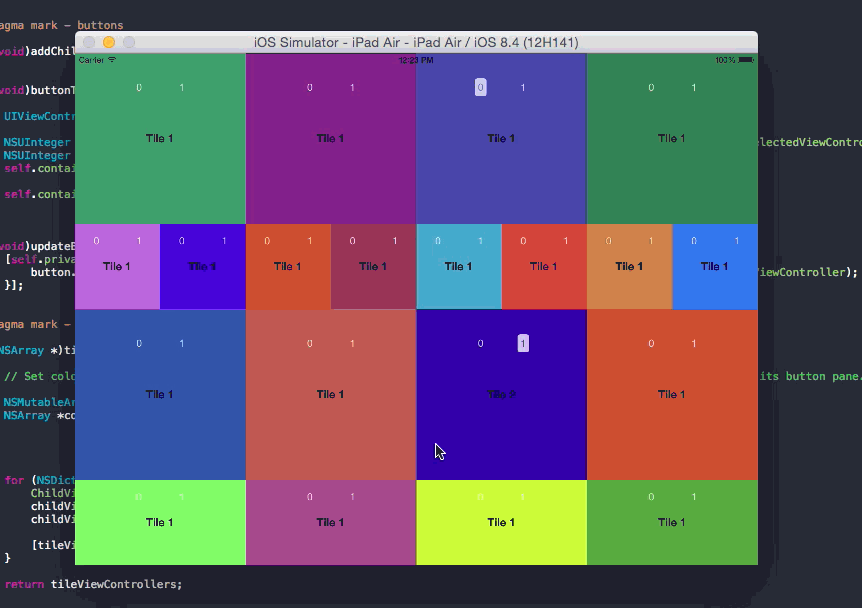 agma mark - buttons
iOS Simulator - iPad Air - iPad Air / iOS 8.4 (12H141)
void)addChil
Carrier 12:23 PM 100%
void)buttonT
0 1 0 1 0 1 0 1
UIViewContr
Tile 1 Tile 1 Tile 1 Tile 1
NSUInteger lectedViewContro
NSUInteger
self.contai
self.contai
void)updateB
0 1 0 1 0 1 0 1 0 1 0 1 0 1 0 1
[self.priva
Tile 1 Tile 1 Tile 1 Tile 1 Tile 1 Tile 1 Tile 1 Tile 1
button. iewController);
}];
agma mark -
0 1 0 1 0 1 0 1
NSArray *)ti
// Set colo its button pane.
Tile 1 Tile 1 Tile 1
NSMutableAr
NSArray *co
for (NSDict
ChildVi
0 1 0 1 0 1 0 1
childVi
childVi
Tile 1 Tile 1 Tile 1 Tile 1
[tileVi
}
return tileViewControllers;